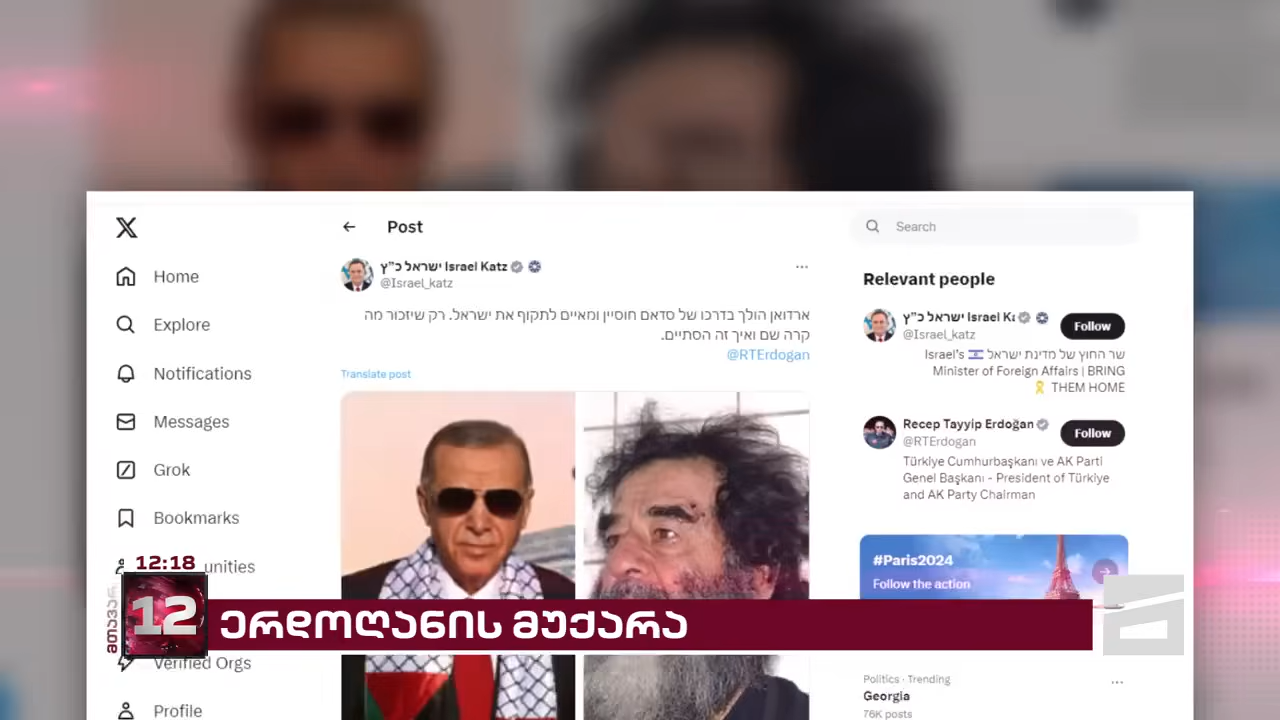 Post
Search
Home
Explore
Notifications
Messages
Grok
Bookmarks
unities
Verified Orgs
Profile
ישראל כ”ץ Israel Katz
@Israel_katz
ארדואן הולך בדרכו של סדאם חוסיין ומאיים לתקוף את ישראל. רק שיזכור מה
קרה שם ואיך זה הסתיים.
@RTErdogan
Translate post
Relevant people
ישראל כ”ץ Israel
@Israel_katz
Follow
שר החוץ של מדינת ישראל 🇮🇱 Israel's
Minister of Foreign Affairs | BRING
THEM HOME 🎗️
Recep Tayyip Erdoğan
@RTErdogan
Follow
Türkiye Cumhurbaşkanı ve AK Parti
Genel Başkanı - President of Türkiye
and AK Party Chairman
#Paris2024
Follow the action
Politics · Trending
Georgia
76K posts
12:18
მთავარი
12
ერდოღანის მუქარა